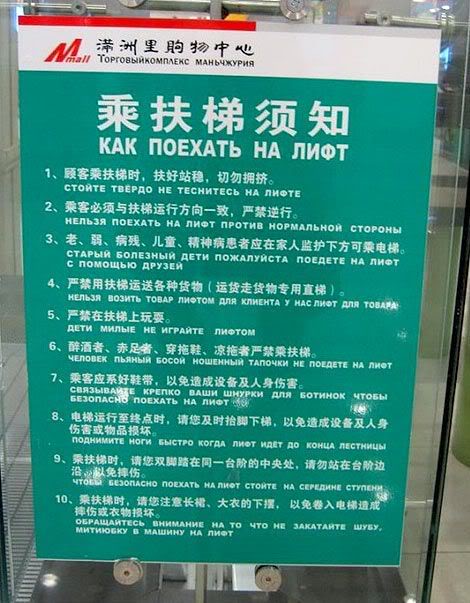 Mmall 满洲里购物中心
ТОРГОВЫЙКОМПЛЕКС МАНЬЧЖУРИЯ
乘扶梯须知
КАК ПОЕХАТЬ НА ЛИФТ
1、顾客乘扶梯时，扶好站稳，切勿拥挤。
СТОЙТЕ ТВЁРДО НЕ ТЕСНИТЕСЬ НА ЛИФТЕ
2、乘客必须与扶梯运行方向一致，严禁逆行。
НЕЛЬЗЯ ПОЕХАТЬ НА ЛИФТ ПРОТИВ НОРМАЛЬНОЙ СТОРОНЫ
3、老、弱、病残、儿童、精神病患者应在家人监护下方可乘电梯。
СТАРЫЙ БОЛЕЗНЫЙ ДЕТИ ПОЖАЛУЙСТА ПОЕДЕТЕ НА ЛИФТ
С ПОМОЩЬЮ ДРУЗЕЙ
4、严禁用扶梯运送各种货物（运货走货物专用直梯）。
НЕЛЬЗЯ ВОЗИТЬ ТОВАР ЛИФТОМ ДЛЯ КЛИЕНТА У НАС ЛИФТ ДЛЯ ТОВАРА
5、严禁在扶梯上玩耍。
ДЕТИ МИЛЫЕ НЕ ИГРАЙТЕ ЛИФТОМ
6、醉酒者、赤足者、穿拖鞋、凉拖者严禁乘扶梯。
ЧЕЛОВЕК ПЬЯНЫЙ БОСОЙ НОШЕННЫЙ ТАПОЧКИ НЕ ПОЕДЕТЕ НА ЛИФТ
7、乘客应系好鞋带，以免造成设备及人身伤害。
СВЯЗЫВАЙТЕ КРЕПКО ВАШИ ШНУРКИ ДЛЯ БОТИНОК ЧТОБЫ
БЕЗОПАСНО ПОЕХАТЬ НА ЛИФТ
8、电梯运行至终点时，请您及时抬脚下梯，以免造成设备及人身
伤害或物品损坏。
ПОДНИМИТЕ НОГИ БЫСТРО КОГДА ЛИФТ ИДЁТ ДО КОНЦА ЛЕСТНИЦЫ
9、乘扶梯时，请您双脚踏在同一台阶的中央处，请勿站在台阶边
沿，以免摔伤。
ЧТОБЫ БЕЗОПАСНО ПОЕХАТЬ НА ЛИФТ СТОЙТЕ НА СЕРЕДИНЕ СТУПЕНИ
10、乘扶梯时，请您注意长裙、大衣的下摆，以免卷入电梯造成
摔伤或衣物损坏。
ОБРАЩАЙТЕСЬ ВНИМАНИЕ НА ТО ЧТО НЕ ЗАКАТАЙТЕ ШУБУ,
МИТИЮБКУ В МАШИНУ НА ЛИФТ